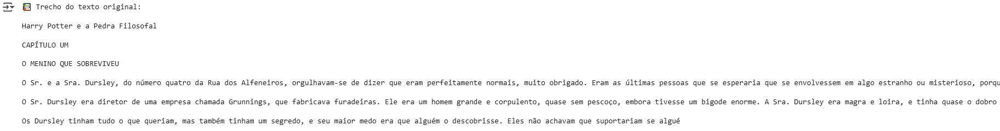 📚 Trecho do texto original:
Harry Potter e a Pedra Filosofal
CAPÍTULO UM
O MENINO QUE SOBREVIVEU
O Sr. e a Sra. Dursley, do número quatro da Rua dos Alfeneiros, orgulhavam-se de dizer que eram perfeitamente normais, muito obrigado. Eram as últimas pessoas que se esperaria que se envolvessem em algo estranho ou misterioso, porqu
O Sr. Dursley era diretor de uma empresa chamada Grunnings, que fabricava furadeiras. Ele era um homem grande e corpulento, quase sem pescoço, embora tivesse um bigode enorme. A Sra. Dursley era magra e loira, e tinha quase o dobro
Os Dursley tinham tudo o que queriam, mas também tinham um segredo, e seu maior medo era que alguém o descobrisse. Eles não achavam que suportariam se algué